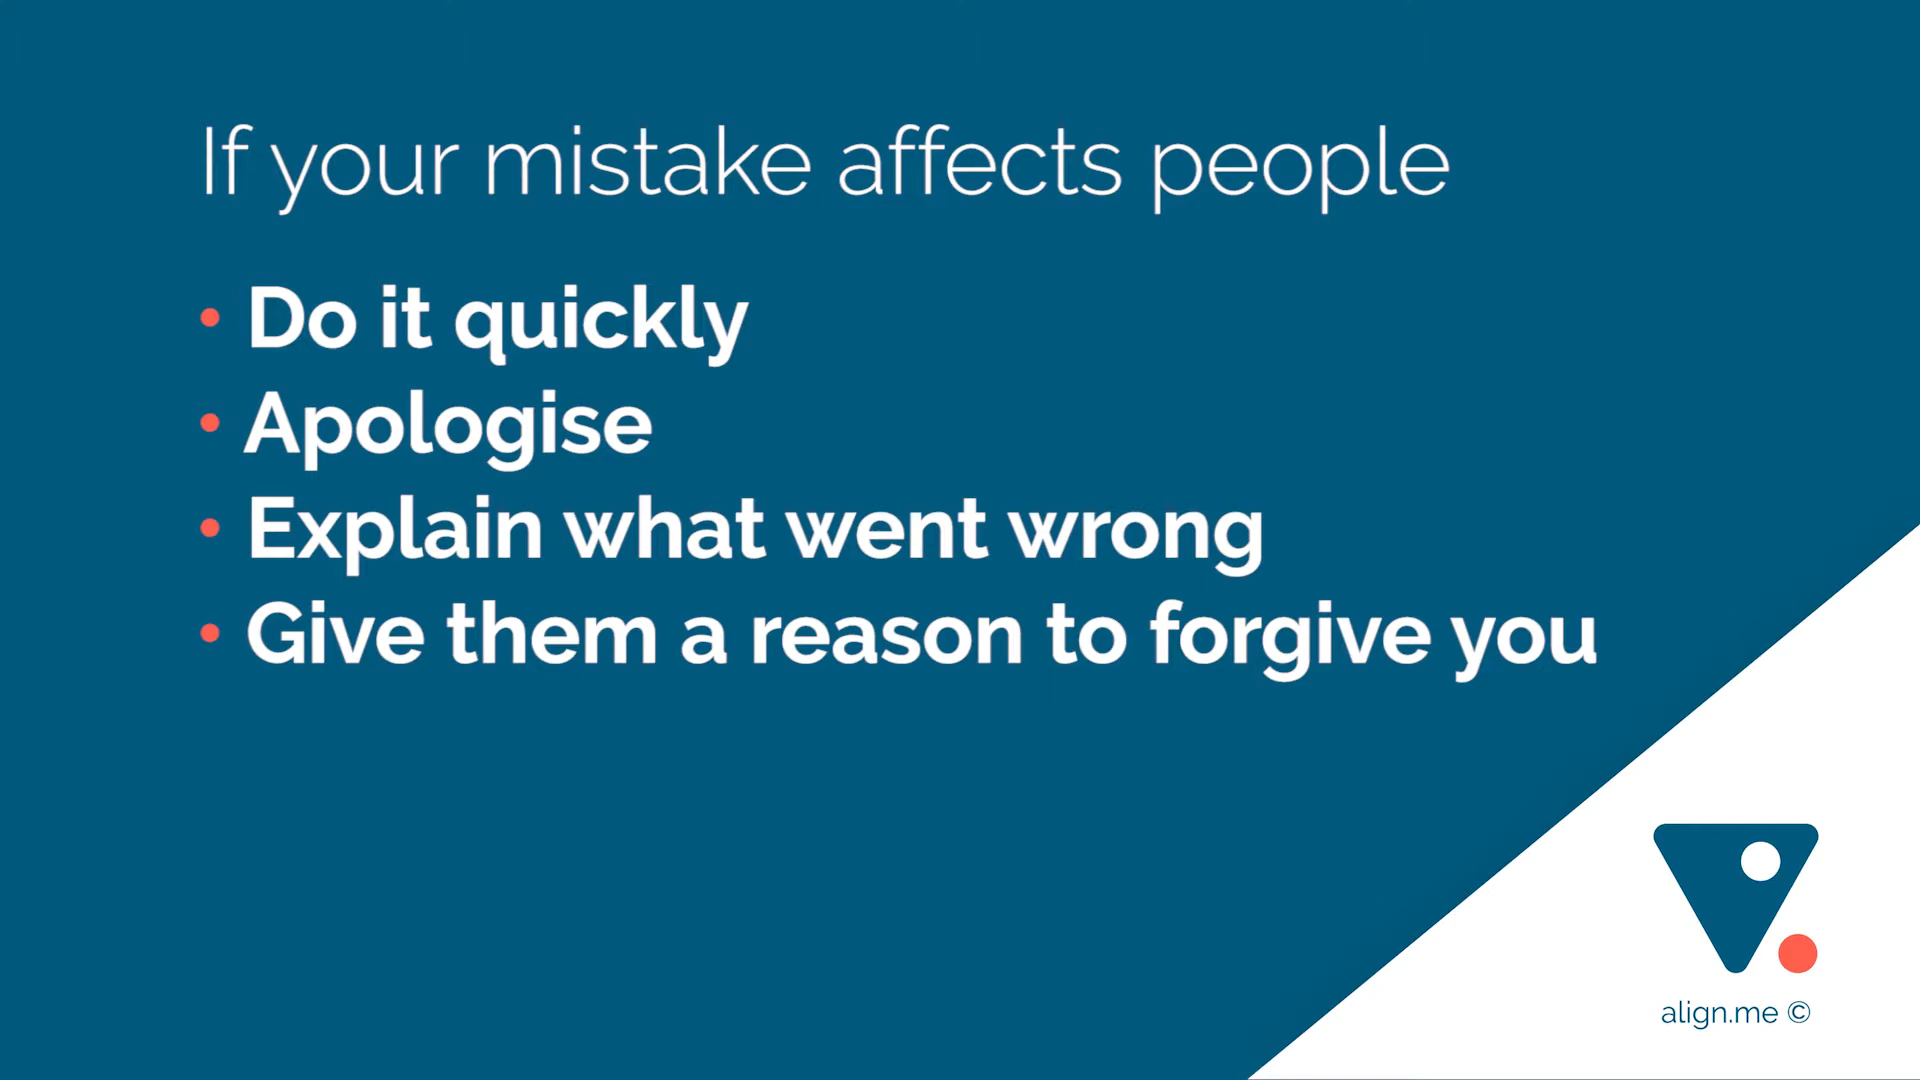 If your mistake affects people
• Do it quickly
• Apologise
• Explain what went wrong
• Give them a reason to forgive you
align.me ©